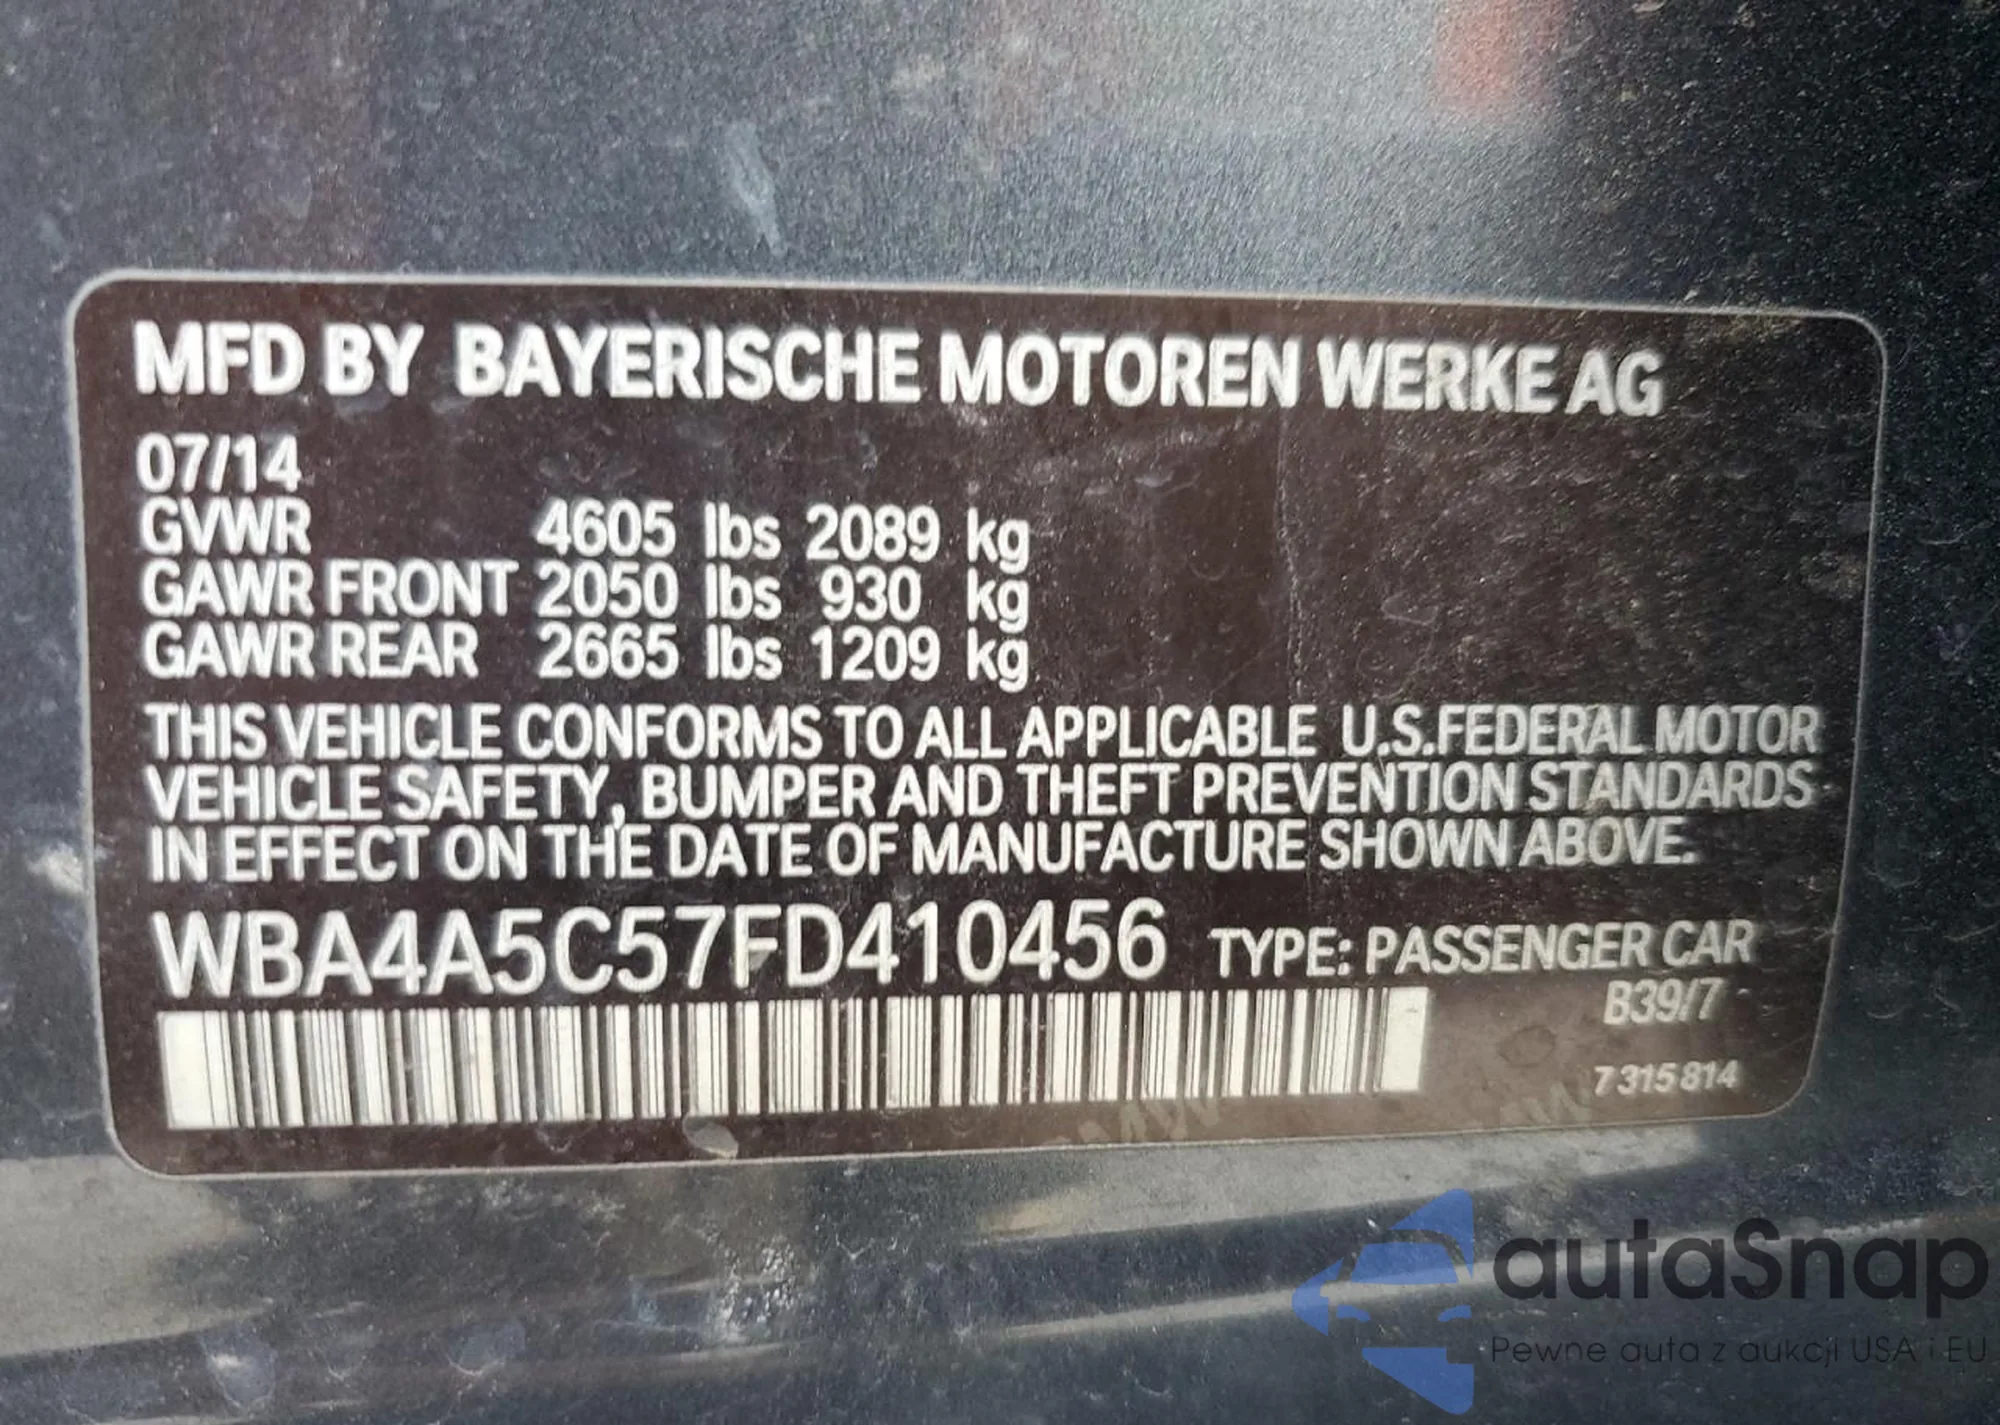 MFD BY BAYERISCHE MOTOREN WERKE AG
07/14
GVWR 4605 lbs 2089 kg
GAWR FRONT 2050 lbs 930 kg
GAWR REAR 2665 lbs 1209 kg
THIS VEHICLE CONFORMS TO ALL APPLICABLE U.S.FEDERAL MOTOR
VEHICLE SAFETY, BUMPER AND THEFT PREVENTION STANDARDS
IN EFFECT ON THE DATE OF MANUFACTURE SHOWN ABOVE.
WBA4A5C57FD410456 TYPE: PASSENGER CAR
B39/7
7315814
autaSnap
Pewne auta z aukcji USA i EU